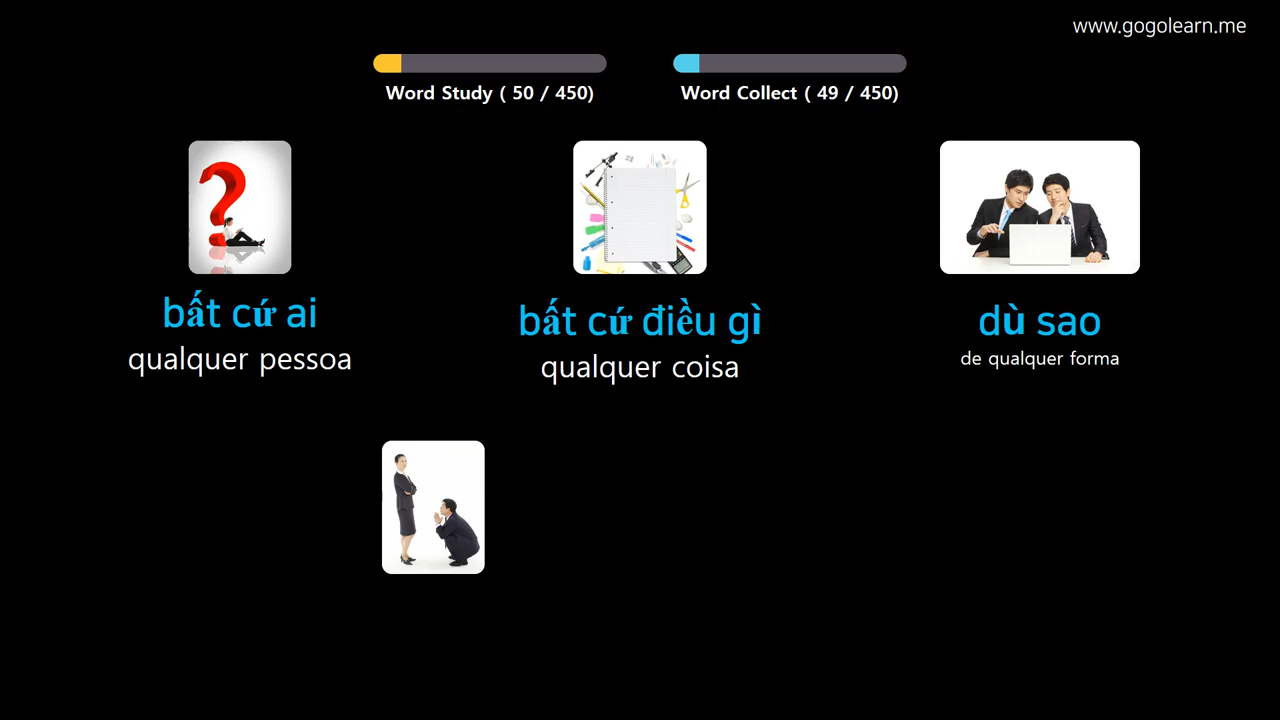 www.gogolearn.me
Word Study ( 50 / 450)
Word Collect ( 49 / 450)
bất cứ ai
qualquer pessoa
bất cứ điều gì
qualquer coisa
dù sao
de qualquer forma